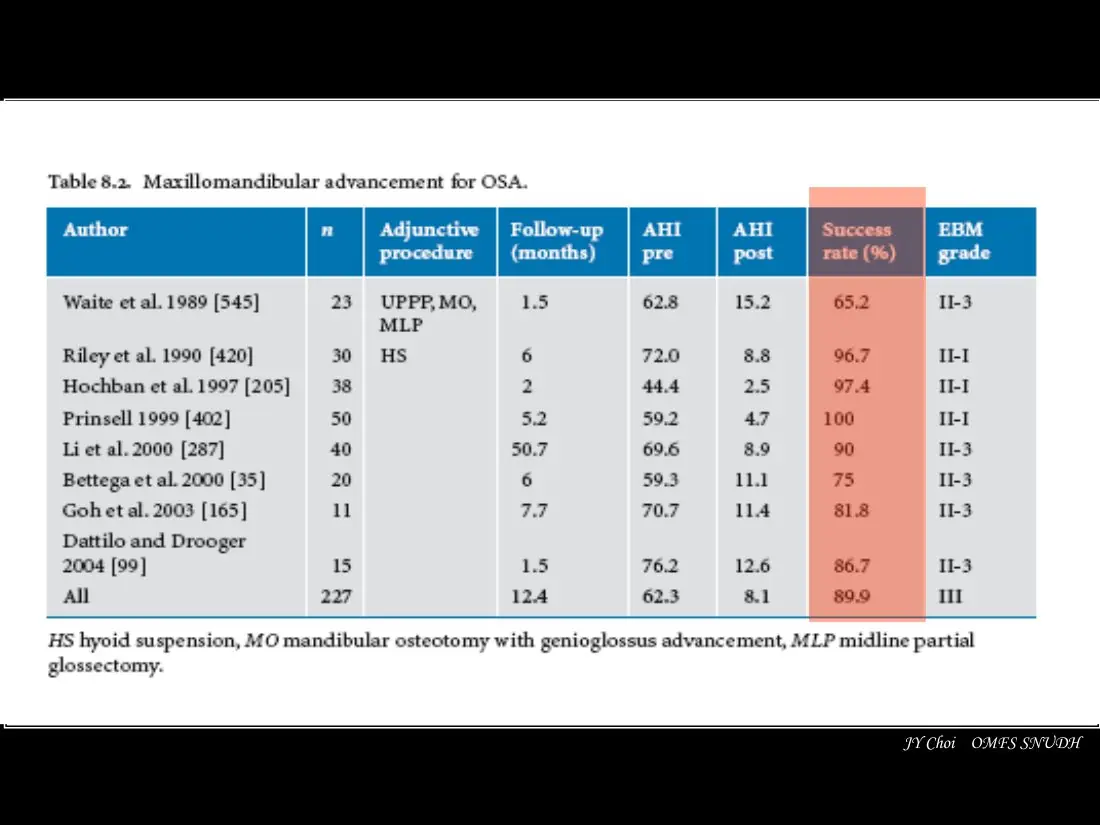 Table 8.2. Maxillomandibular advancement for OSA.
Author n Adjunctive procedure Follow-up (months) AHI pre AHI post Success rate (%) EBM grade
Waite et al. 1989 [545] 23 UPPP, MO, MLP 1.5 62.8 15.2 65.2 II-3
Riley et al. 1990 [420] 30 HS 6 72.0 8.8 96.7 II-I
Hochban et al. 1997 [205] 38 2 44.4 2.5 97.4 II-I
Prinsell 1999 [402] 50 5.2 59.2 4.7 100 II-I
Li et al. 2000 [287] 40 50.7 69.6 8.9 90 II-3
Bettega et al. 2000 [35] 20 6 59.3 11.1 75 II-3
Goh et al. 2003 [165] 11 7.7 70.7 11.4 81.8 II-3
Dattilo and Drooger
2004 [99] 15 1.5 76.2 12.6 86.7 II-3
All 227 12.4 62.3 8.1 89.9 III
HS hyoid suspension, MO mandibular osteotomy with genioglossus advancement, MLP midline partial
glossectomy.
JY Choi OMFS SNUDH